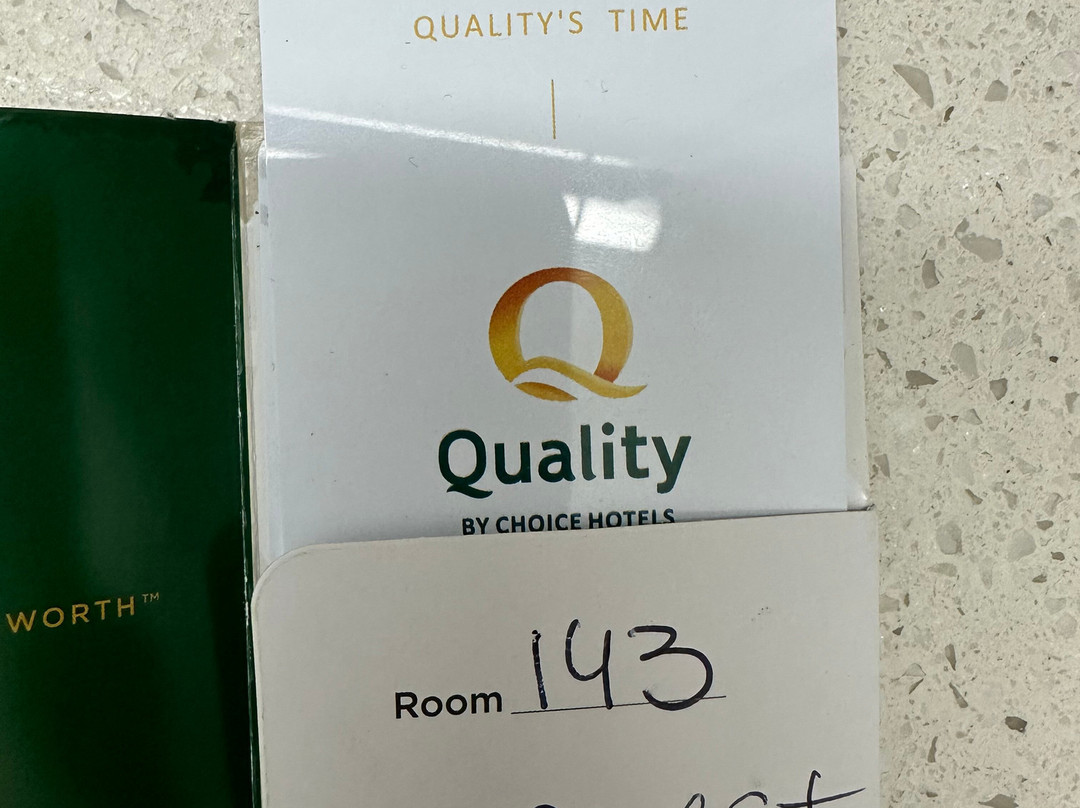 QUALITY'S TIME
Quality
BY CHOICE HOTELS
WORTH™
Room 143